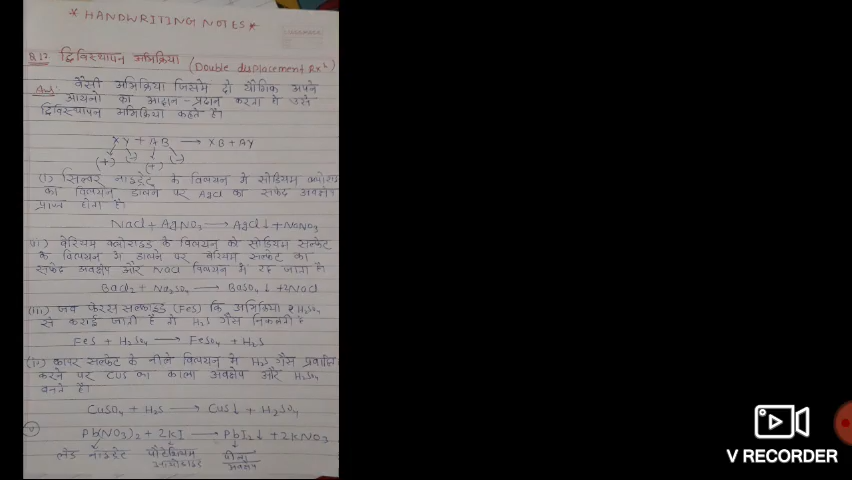 * HANDWRITING NOTES *
Q.12 द्विविस्थापन अभिक्रिया (Double displacement Rxⁿ)
Ans: वैसी अभिक्रिया जिसमे दो यौगिक अपने
आयनो का आदान-प्रदान करता है उसे
द्विविस्थापन अभिक्रिया कहते है।
XY + AB → XB + AY
(+) (-) (+) (-)
(i) सिल्वर नाइट्रेट के विलयन मे सोडियम क्लोराइड
का विलयन डालने पर AgCl का सफेद अवक्षेप
प्राप्त होता है।
NaCl + AgNO₃ → AgCl↓ + NaNO₃
(ii) बेरियम क्लोराइड के विलयन को सोडियम सल्फेट
के विलयन मे डालने पर बेरियम सल्फेट का
सफेद अवक्षेप और NaCl विलयन मे रह जाता है।
BaCl₂ + Na₂SO₄ → BaSO₄↓ + 2NaCl
(iii) जब फेरस सल्फाइड (FeS) कि अभिक्रिया H₂SO₄
से कराई जाती है तो H₂S गैस निकलती है
FeS + H₂SO₄ → FeSO₄ + H₂S
(iv) कापर सल्फेट के नीले विलयन मे H₂S गैस प्रवाहित
करने पर CuS का काला अवक्षेप और H₂SO₄
बनते है।
CuSO₄ + H₂S → CuS↓ + H₂SO₄
Pb(NO₃)₂ + 2KI → PbI₂↓ + 2KNO₃
लेड नाइट्रेट पोटैशियम पीला
आयोडाइड अवक्षेप
V RECORDER